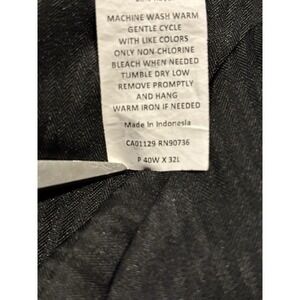 MACHINE WASH WARM
GENTLE CYCLE
WITH LIKE COLORS
ONLY NON-CHLORINE
BLEACH WHEN NEEDED
TUMBLE DRY LOW
REMOVE PROMPTLY
AND HANG
WARM IRON IF NEEDED
Made in Indonesia
CA01129 RN90736
P 40W X 32L